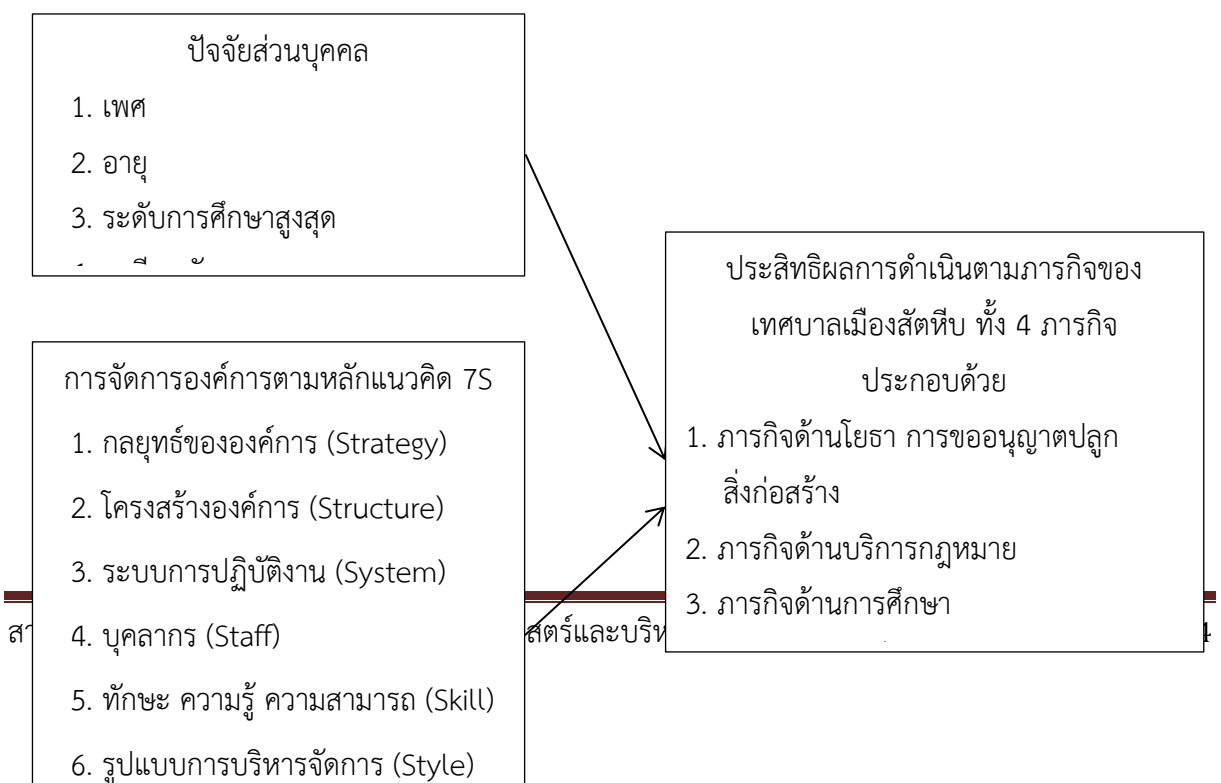 ปัจจัยส่วนบุคคล
1. เพศ
2. อายุ
3. ระดับการศึกษาสูงสุด
การจัดการองค์การตามหลักแนวคิด 7S
1. กลยุทธ์ขององค์การ (Strategy)
2. โครงสร้างองค์การ (Structure)
3. ระบบการปฏิบัติงาน (System)
4. บุคลากร (Staff)
5. ทักษะ ความรู้ ความสามารถ (Skill)
6. รูปแบบการบริหารจัดการ (Style)
ประสิทธิผลการดำเนินตามภารกิจของ
เทศบาลเมืองสัตหีบ ทั้ง 4 ภารกิจ
ประกอบด้วย
1. ภารกิจด้านโยธา การขออนุญาตปลูก
สิ่งก่อสร้าง
2. ภารกิจด้านบริการกฎหมาย
3. ภารกิจด้านการศึกษา
สตร์และบริห